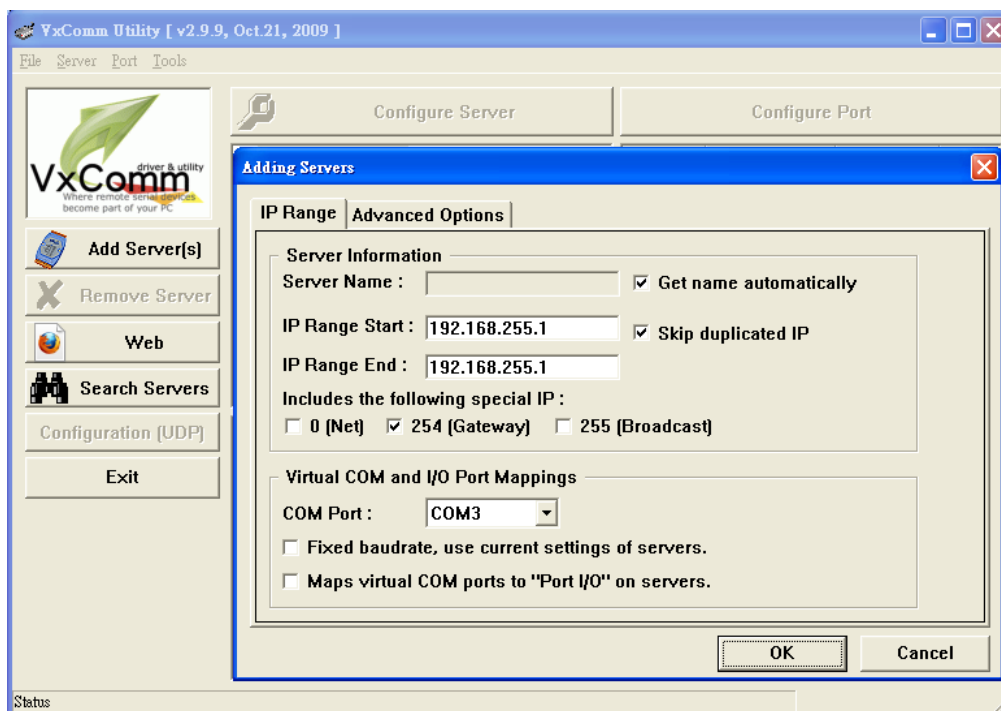 VxComm Utility [ v2.9.9, Oct.21, 2009 ]
File Server Port Tools
Configure Server Configure Port
driver & utility
VxComm
Where remote serial devices
become part of your PC
Add Server(s)
Remove Server
Web
Search Servers
Configuration (UDP)
Exit
Adding Servers
IP Range Advanced Options
Server Information
Server Name : Get name automatically
IP Range Start : 192.168.255.1 Skip duplicated IP
IP Range End : 192.168.255.1
Includes the following special IP :
0 (Net) 254 (Gateway) 255 (Broadcast)
Virtual COM and I/O Port Mappings
COM Port : COM3
Fixed baudrate, use current settings of servers.
Maps virtual COM ports to "Port I/O" on servers.
OK Cancel
Status